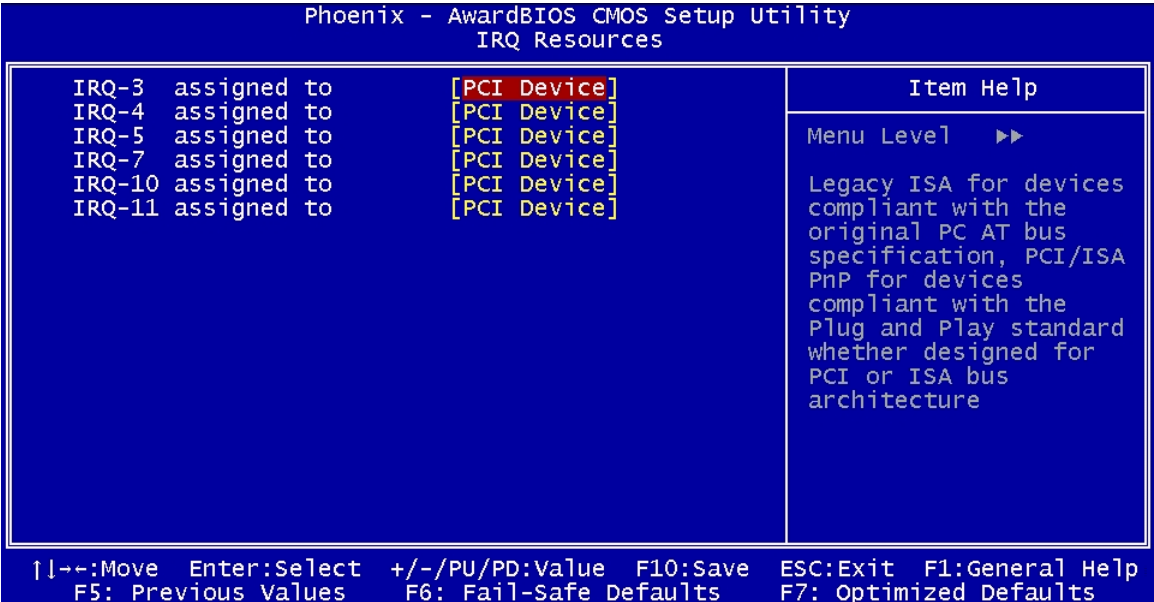 Phoenix - AwardBIOS CMOS Setup Utility
IRQ Resources
IRQ-3 assigned to [PCI Device]
IRQ-4 assigned to [PCI Device]
IRQ-5 assigned to [PCI Device]
IRQ-7 assigned to [PCI Device]
IRQ-10 assigned to [PCI Device]
IRQ-11 assigned to [PCI Device]
Item Help
Menu Level ▶▶
Legacy ISA for devices
compliant with the
original PC AT bus
specification, PCI/ISA
PnP for devices
compliant with the
Plug and Play standard
whether designed for
PCI or ISA bus
architecture
↑↓→←:Move Enter:Select +/-/PU/PD:Value F10:Save ESC:Exit F1:General Help
F5: Previous Values F6: Fail-Safe Defaults F7: Optimized Defaults